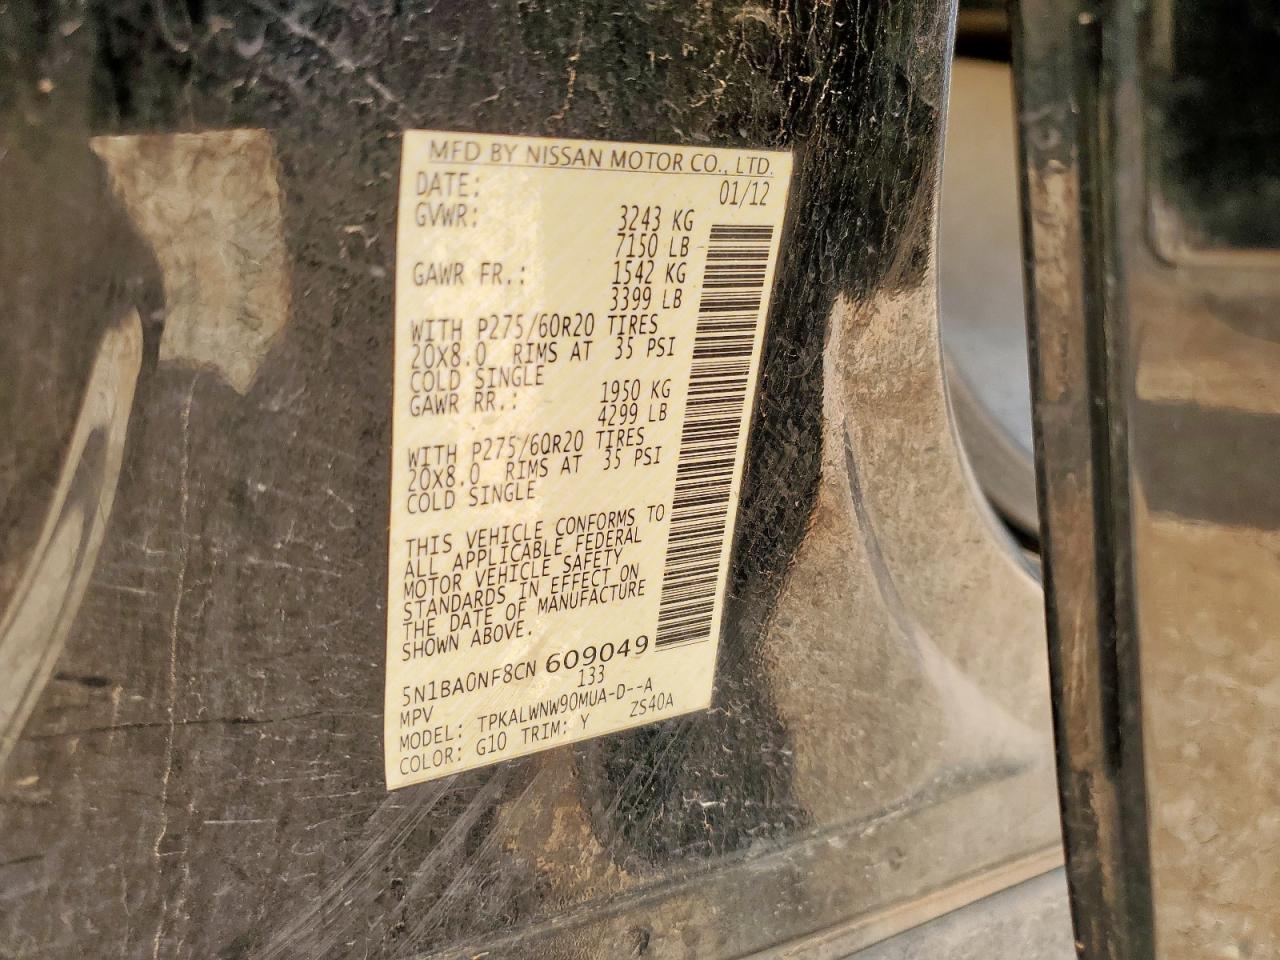 MFD BY NISSAN MOTOR CO., LTD.
DATE: 01/12
GVWR: 3243 KG
7150 LB
GAWR FR.: 1542 KG
3399 LB
WITH P275/60R20 TIRES
20X8.0 RIMS AT 35 PSI
COLD SINGLE
GAWR RR.: 1950 KG
4299 LB
WITH P275/60R20 TIRES
20X8.0 RIMS AT 35 PSI
COLD SINGLE
THIS VEHICLE CONFORMS TO
ALL APPLICABLE FEDERAL
MOTOR VEHICLE SAFETY
STANDARDS IN EFFECT ON
THE DATE OF MANUFACTURE
SHOWN ABOVE.
5N1BA0NF8CN 609049
MPV 133
MODEL: TPKALWNW90MUA-D--A
COLOR: G10 TRIM: Y ZS40A